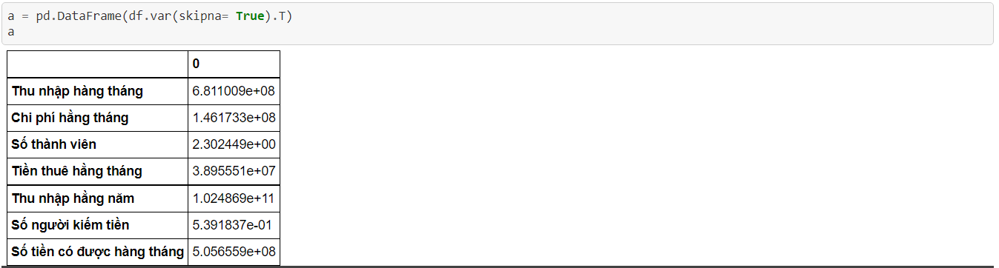 a = pd.DataFrame(df.var(skipna= True).T)
a
0
Thu nhập hàng tháng 6.811009e+08
Chi phí hằng tháng 1.461733e+08
Số thành viên 2.302449e+00
Tiền thuê hằng tháng 3.895551e+07
Thu nhập hằng năm 1.024869e+11
Số người kiếm tiền 5.391837e-01
Số tiền có được hàng tháng 5.056559e+08